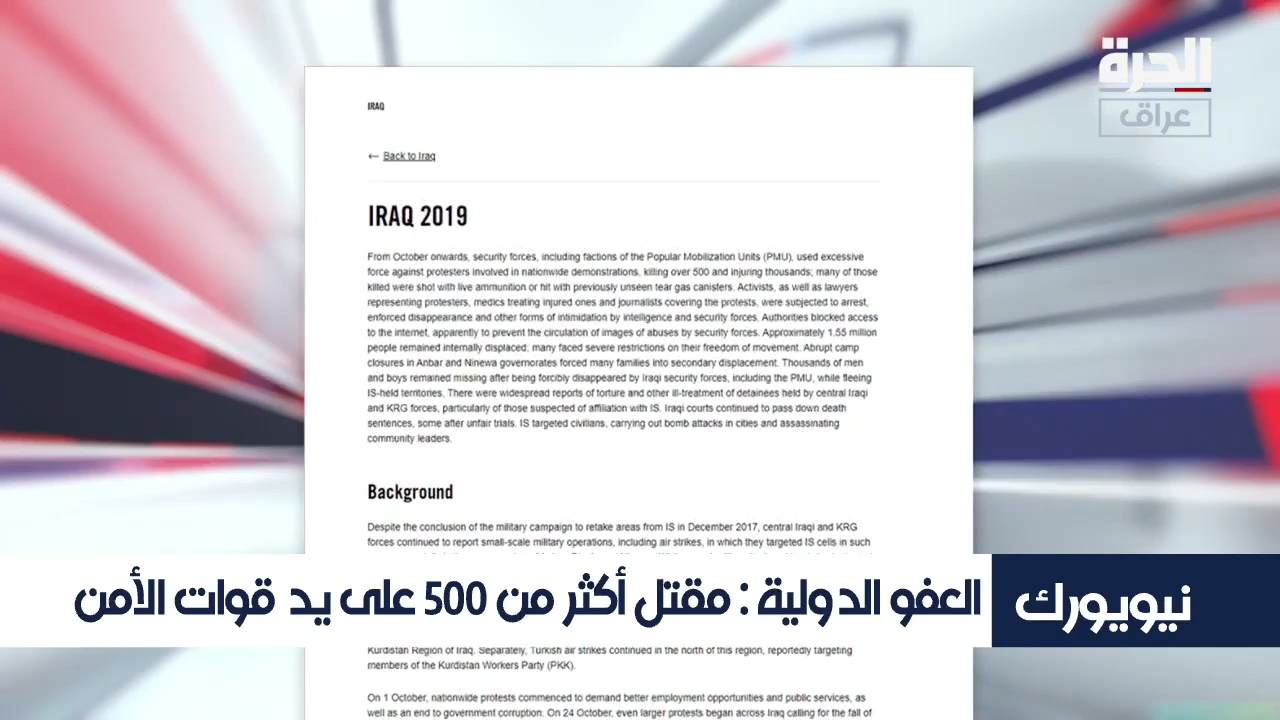 الحرة
عراق
IRAQ
← Back to Iraq
IRAQ 2019
From October onwards, security forces, including factions of the Popular Mobilization Units (PMU), used excessive
force against protesters involved in nationwide demonstrations, killing over 500 and injuring thousands; many of those
killed were shot with live ammunition or hit with previously unseen tear gas canisters. Activists, as well as lawyers
representing protesters, medics treating injured ones and journalists covering the protests, were subjected to arrest,
enforced disappearance and other forms of intimidation by intelligence and security forces. Authorities blocked access
to the internet, apparently to prevent the circulation of images of abuses by security forces. Approximately 1.55 million
people remained internally displaced; many faced severe restrictions on their freedom of movement. Abrupt camp
closures in Anbar and Ninewa governorates forced many families into secondary displacement. Thousands of men
and boys remained missing after being forcibly disappeared by Iraqi security forces, including the PMU, while fleeing
IS-held territories. There were widespread reports of torture and other ill-treatment of detainees held by central Iraqi
and KRG forces, particularly of those suspected of affiliation with IS. Iraqi courts continued to pass down death
sentences, some after unfair trials. IS targeted civilians, carrying out bomb attacks in cities and assassinating
community leaders.
Background
Despite the conclusion of the military campaign to retake areas from IS in December 2017, central Iraqi and KRG
forces continued to report small-scale military operations, including air strikes, in which they targeted IS cells in such
نيويورك
العفو الدولية : مقتل أكثر من 500 على يد قوات الأمن
Kurdistan Region of Iraq. Separately, Turkish air strikes continued in the north of this region, reportedly targeting
members of the Kurdistan Workers Party (PKK).
On 1 October, nationwide protests commenced to demand better employment opportunities and public services, as
well as an end to government corruption. On 24 October, even larger protests began across Iraq calling for the fall of